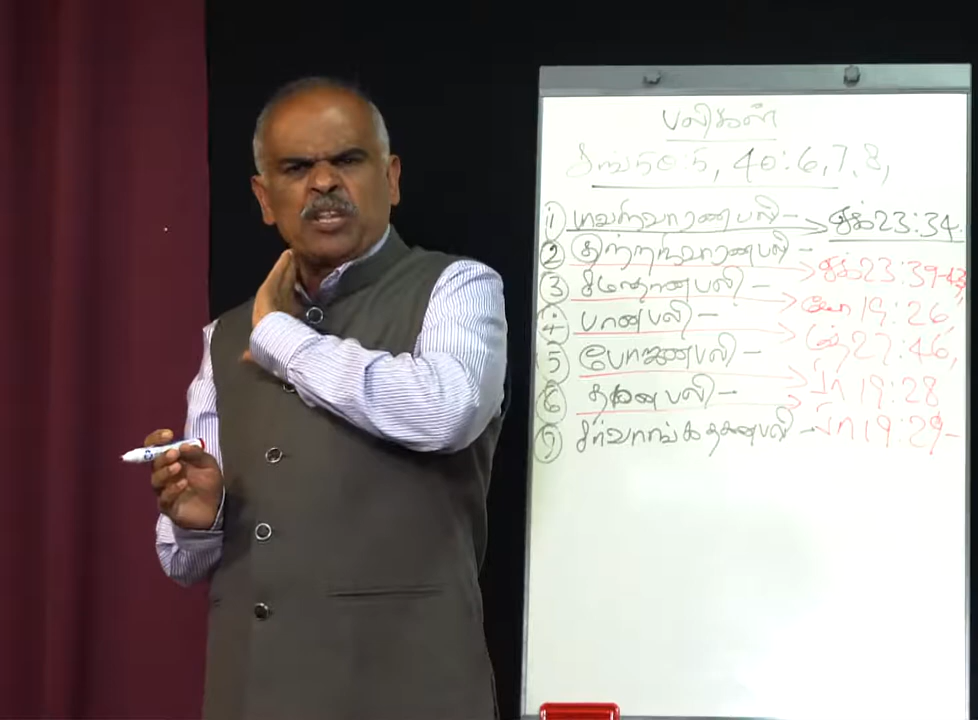 பலிகள்
சங் 50:5, 40:6,7,8,
① பாவநிவாரணபலி - லூக் 23:34.
② குற்றநிவாரணபலி - லூக் 23:39-43,
③ சமதானபலி - யோ 19:26,
④ பானபலி - மத் 27:46,
⑤ போஜனபலி - யோ 19:28
⑥ தகனபலி - யோ 19:29-
⑦ சர்வாங்க தகனபலி -